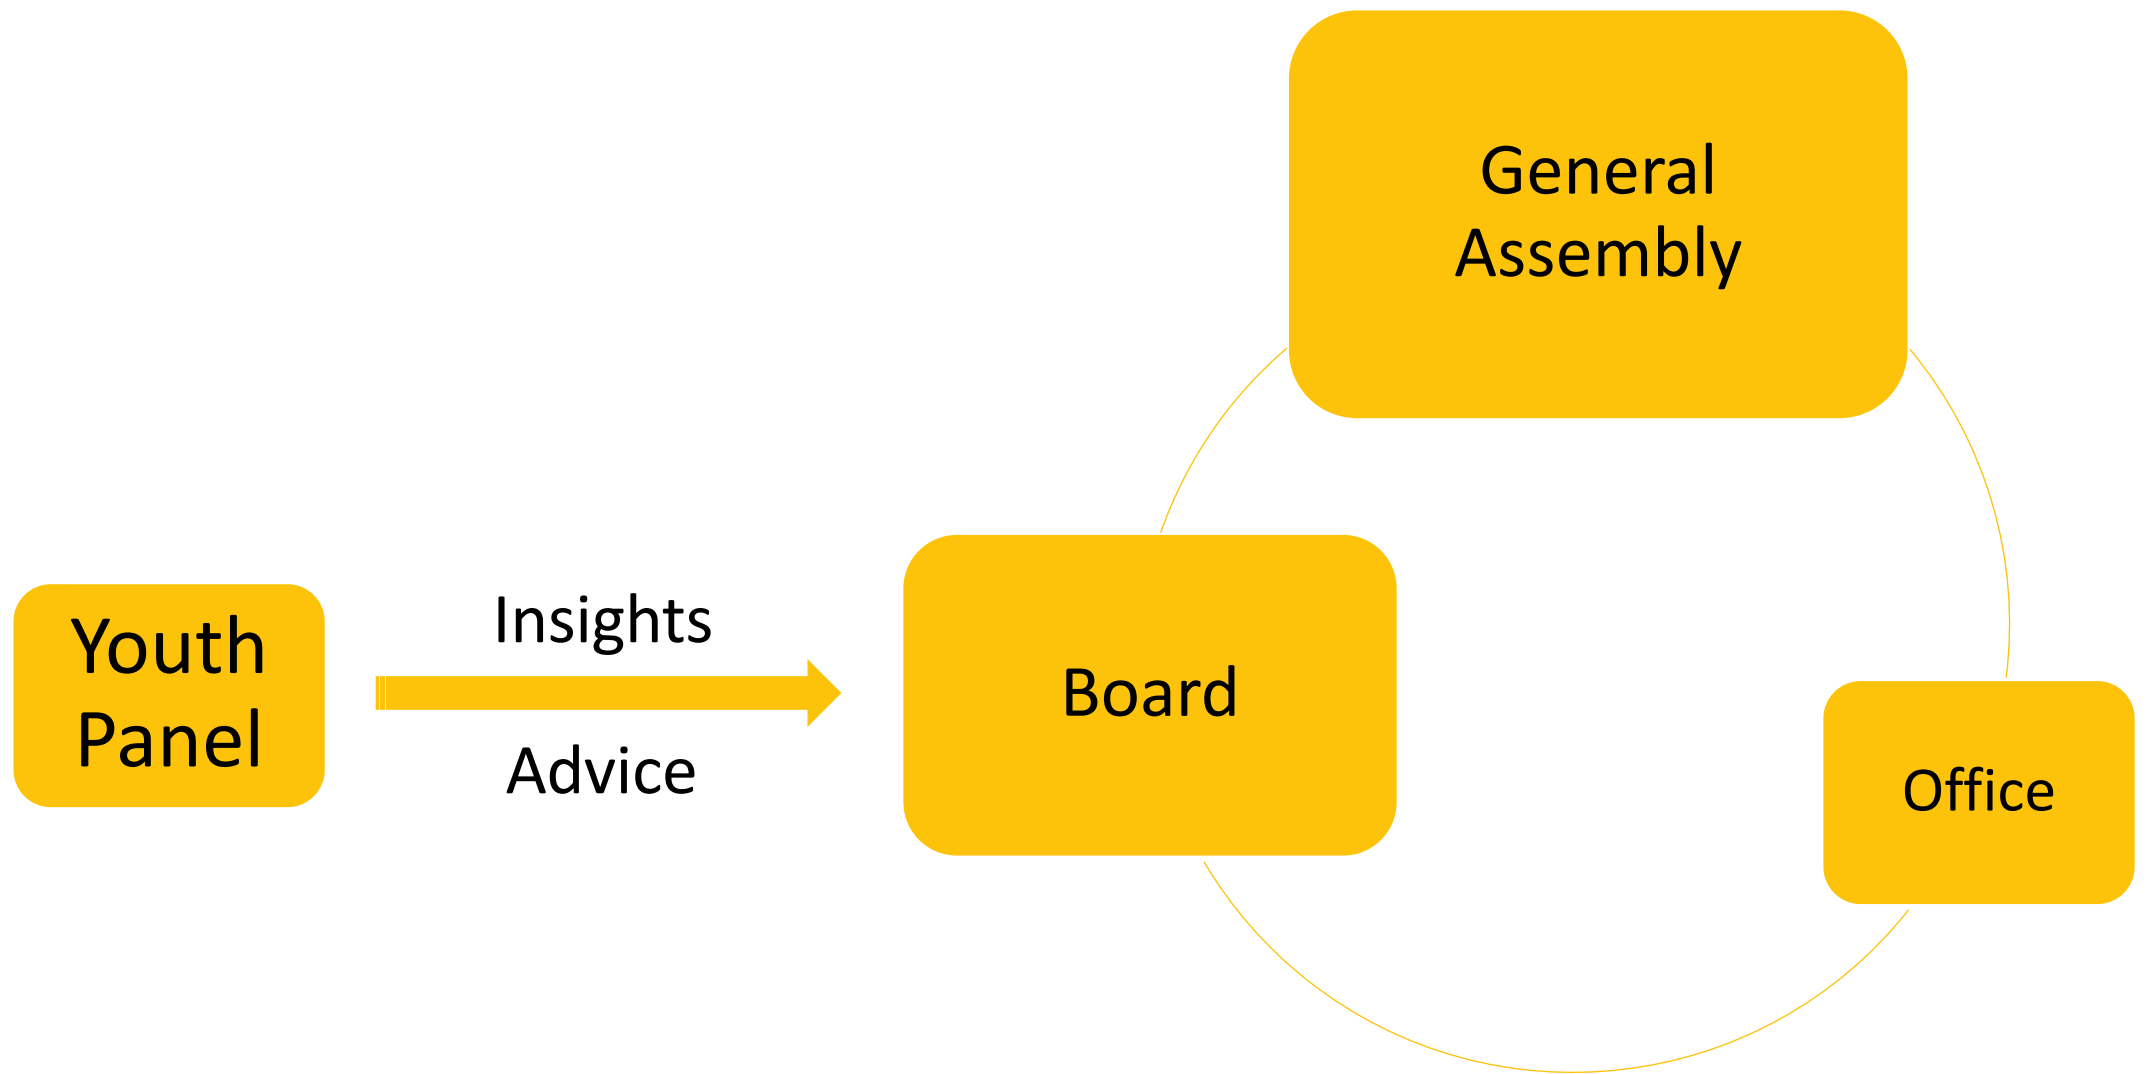 General
Assembly
Youth
Panel
Insights
Advice
Board
Office